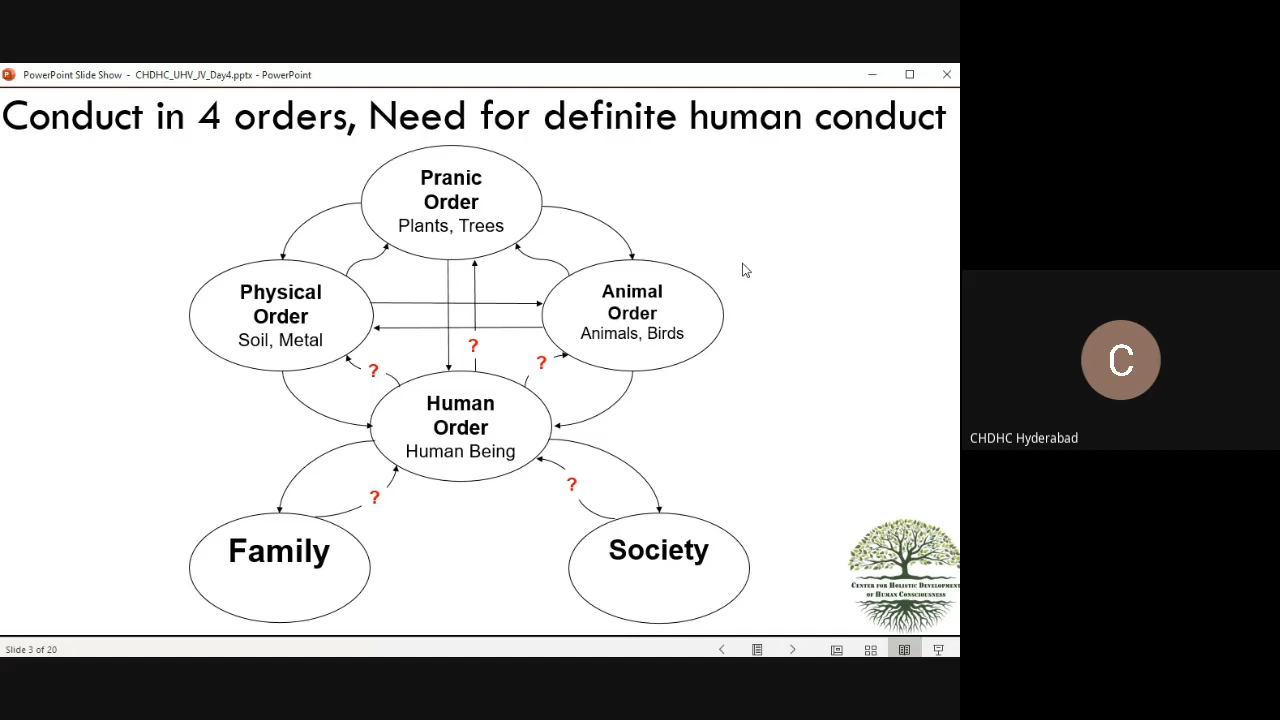 PowerPoint Slide Show - CHDHC_UHV_JV_Day4.pptx - PowerPoint
Conduct in 4 orders, Need for definite human conduct
Pranic
Order
Plants, Trees
Physical
Order
Soil, Metal
Animal
Order
Animals, Birds
?
?
?
Human
Order
Human Being
?
?
Family
Society
CENTER FOR HOLISTIC DEVELOPMENT
OF HUMAN CONSCIOUSNESS
Slide 3 of 20
C
CHDHC Hyderabad